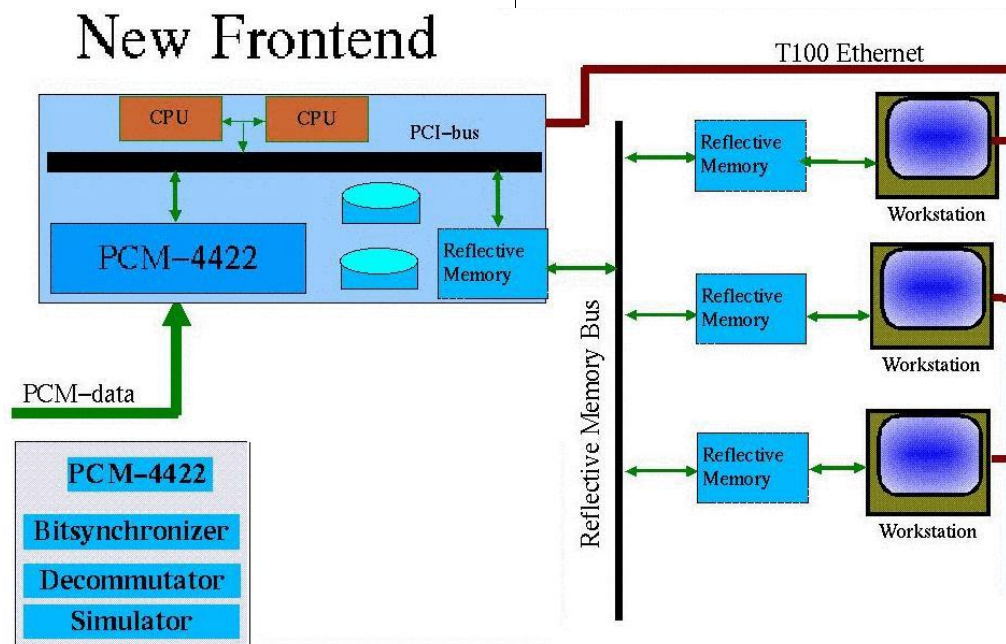 New Frontend
T100 Ethernet
CPU
CPU
PCI-bus
PCM-4422
Reflective
Memory
PCM-data
PCM-4422
Bitsynchronizer
Decommutator
Simulator
Reflective Memory Bus
Reflective
Memory
Workstation
Reflective
Memory
Workstation
Reflective
Memory
Workstation